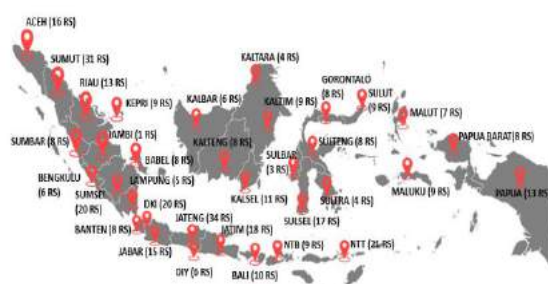 ACEH (16 RS)
SUMUT (31 RS)
RIAU (13 RS)
KEPRI (9 RS)
SUMBAR (8 RS)
JAMBI (1 RS)
BABEL (8 RS)
BENGKULU
(6 RS)
SUMSEL
(20 RS)
LAMPUNG (5 RS)
DKI (20 RS)
BANTEN (8 RS)
JABAR (15 RS)
JATENG (34 RS)
DIY (6 RS)
JATIM (18 RS)
BALI (10 RS)
NTB (9 RS)
NTT (21 RS)
KALTARA (4 RS)
KALBAR (6 RS)
KALTIM (9 RS)
KALTENG (8 RS)
KALSEL (11 RS)
GORONTALO
(8 RS)
SULUT
(9 RS)
SULTENG (8 RS)
SULBAR
(3 RS)
SULTRA (4 RS)
SULSEL (17 RS)
MALUT (7 RS)
MALUKU (9 RS)
PAPUA BARAT(8 RS)
PAPUA (13 RS)